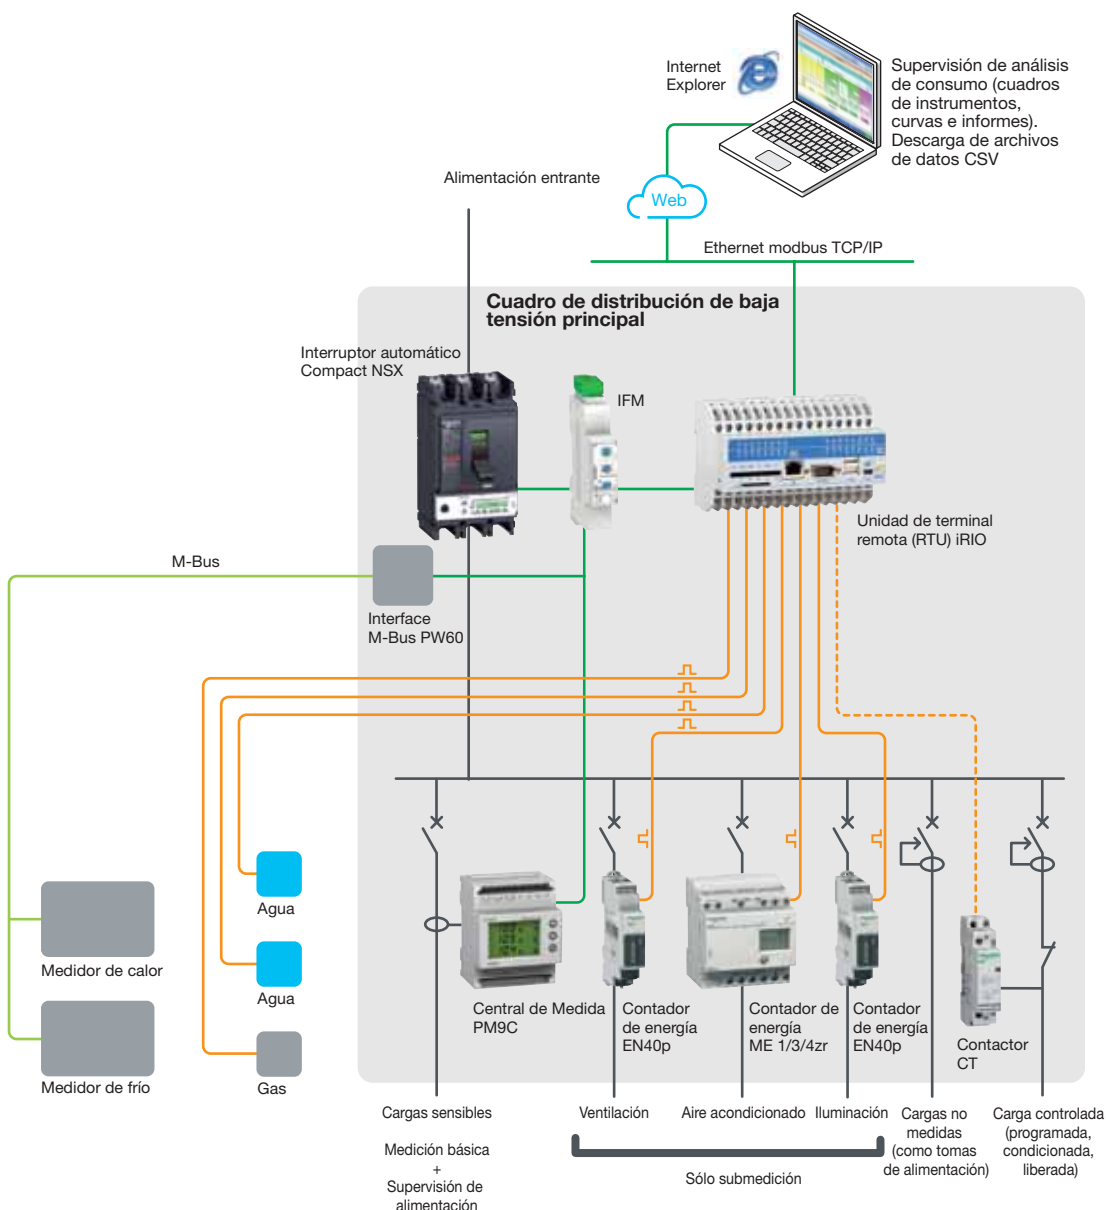 Internet
Explorer
Supervisión de análisis
de consumo (cuadros
de instrumentos,
curvas e informes).
Descarga de archivos
de datos CSV
Alimentación entrante
Web
Ethernet modbus TCP/IP
Cuadro de distribución de baja
tensión principal
Interruptor automático
Compact NSX
IFM
Unidad de terminal
remota (RTU) iRIO
M-Bus
Interface
M-Bus PW60
Agua
Medidor de calor
Agua
Medidor de frío
Gas
Central de Medida
PM9C
Contador
de energía
EN40p
Contador de
energía
ME 1/3/4zr
Contador
de energía
EN40p
Contactor
CT
Cargas sensibles
Medición básica
+
Supervisión de
alimentación
Ventilación
Aire acondicionado
Iluminación
Sólo submedición
Cargas no
medidas
(como tomas
de alimentación)
Carga controlada
(programada,
condicionada,
liberada)